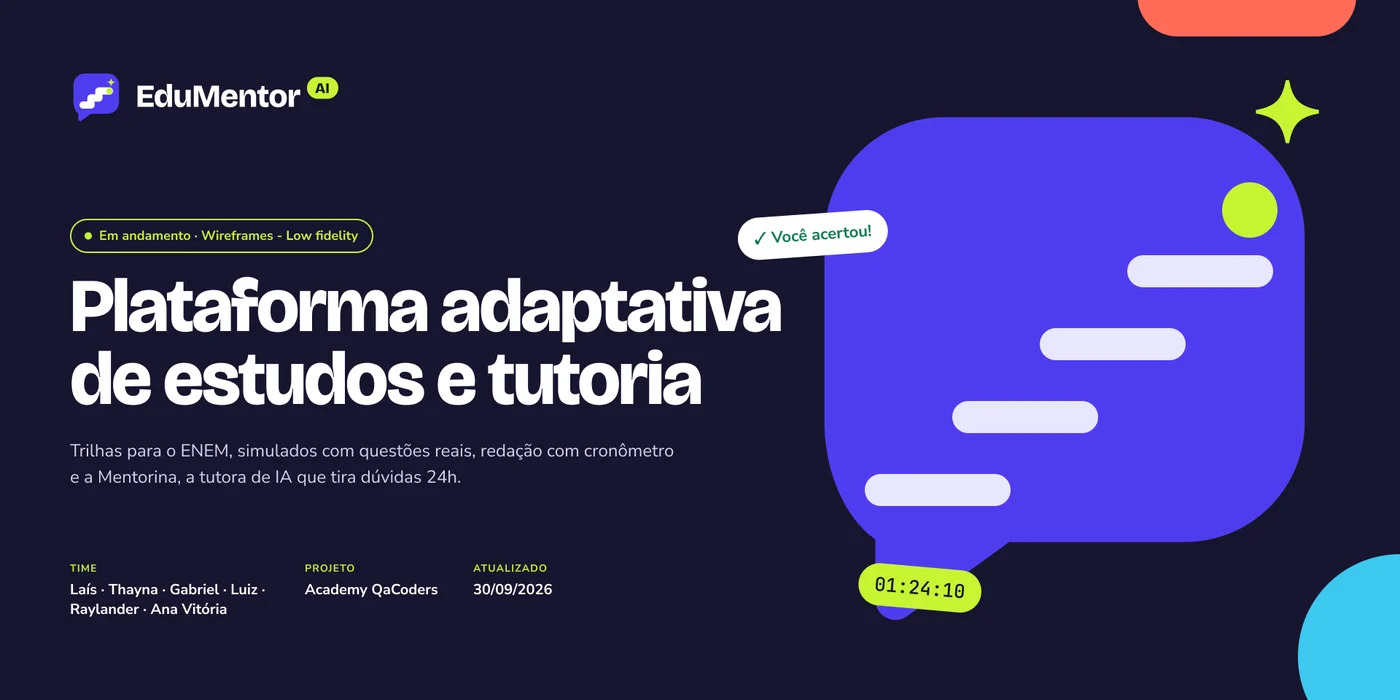 EduMentor AI
Em andamento · Wireframes - Low fidelity
✓ Você acertou!
Plataforma adaptativa
de estudos e tutoria
Trilhas para o ENEM, simulados com questões reais, redação com cronômetro
e a Mentorina, a tutora de IA que tira dúvidas 24h.
TIME
Laís · Thayna · Gabriel · Luiz ·
Raylander · Ana Vitória
PROJETO
Academy QaCoders
ATUALIZADO
30/09/2026
01:24:10